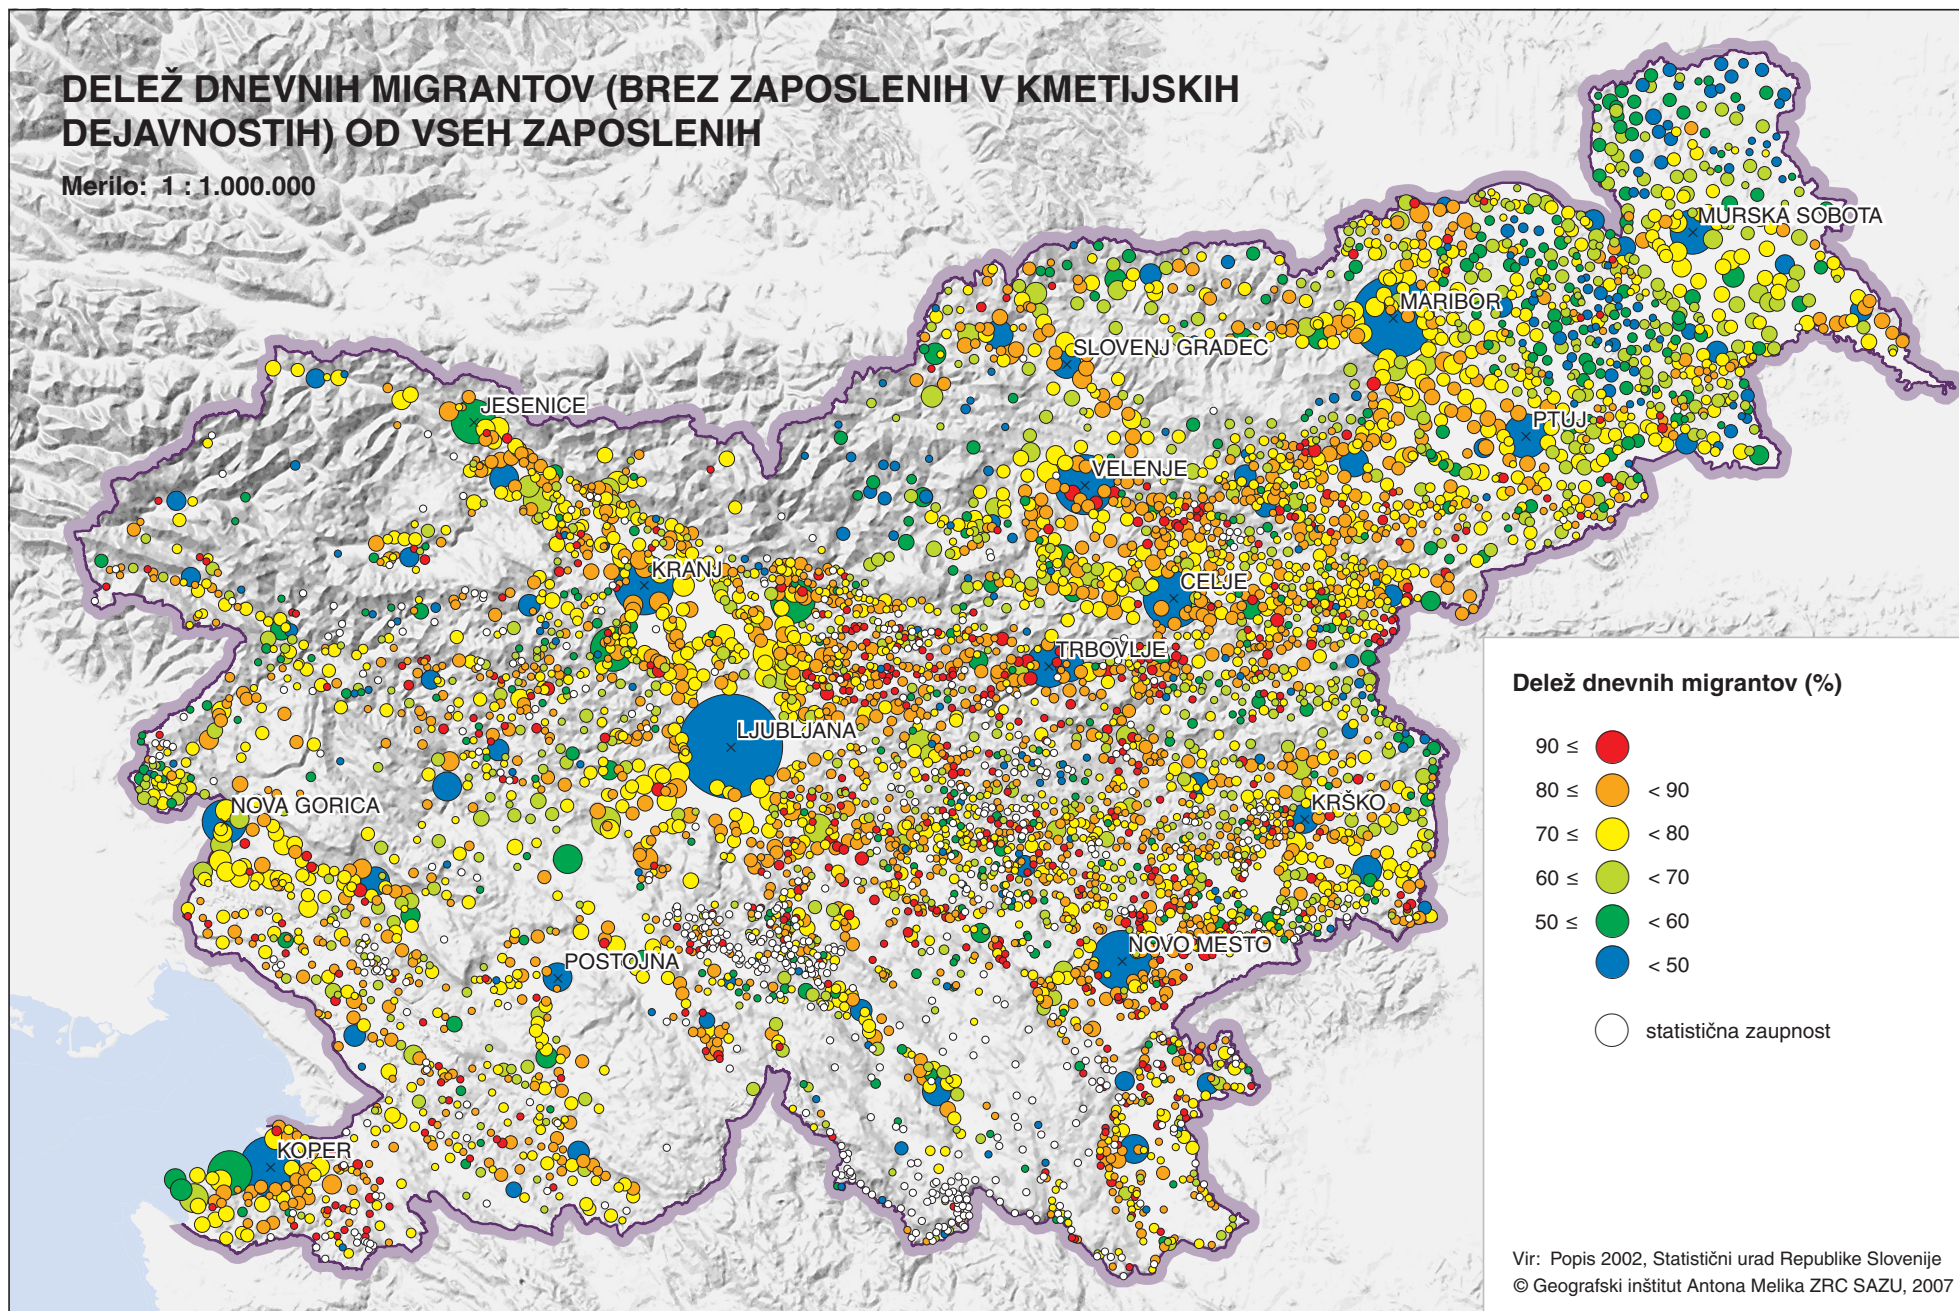 DELEŽ DNEVNIH MIGRANTOV (BREZ ZAPOSLENIH V KMETIJSKIH
DEJAVNOSTIH) OD VSEH ZAPOSLENIH
Merilo: 1 : 1.000.000
MURSKA SOBOTA
MARIBOR
SLOVENJ GRADEC
JESENICE
PTUJ
VELENJE
KRANJ
CELJE
TRBOVLJE
LJUBLJANA
NOVA GORICA
KRŠKO
NOVO MESTO
POSTOJNA
KOPER
Delež dnevnih migrantov (%)
90 ≤
80 ≤ < 90
70 ≤ < 80
60 ≤ < 70
50 ≤ < 60
< 50
statistična zaupnost
Vir: Popis 2002, Statistični urad Republike Slovenije
© Geografski inštitut Antona Melika ZRC SAZU, 2007